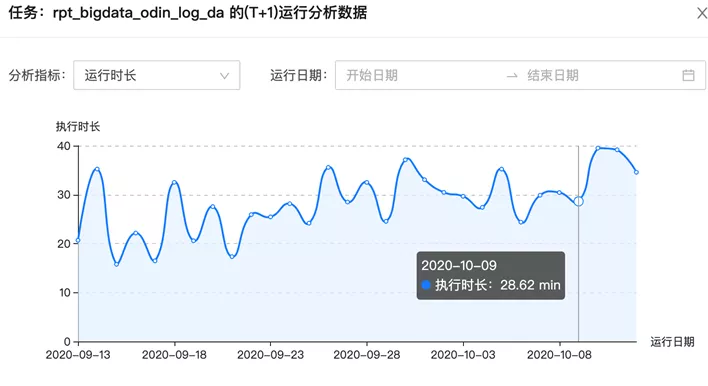 任务：rpt_bigdata_odin_log_da 的(T+1)运行分析数据
分析指标： 运行时长 运行日期： 开始日期 → 结束日期
执行时长
40
30
20
10
0
2020-10-09
执行时长：28.62 min
运行日期
2020-09-13 2020-09-18 2020-09-23 2020-09-28 2020-10-03 2020-10-08